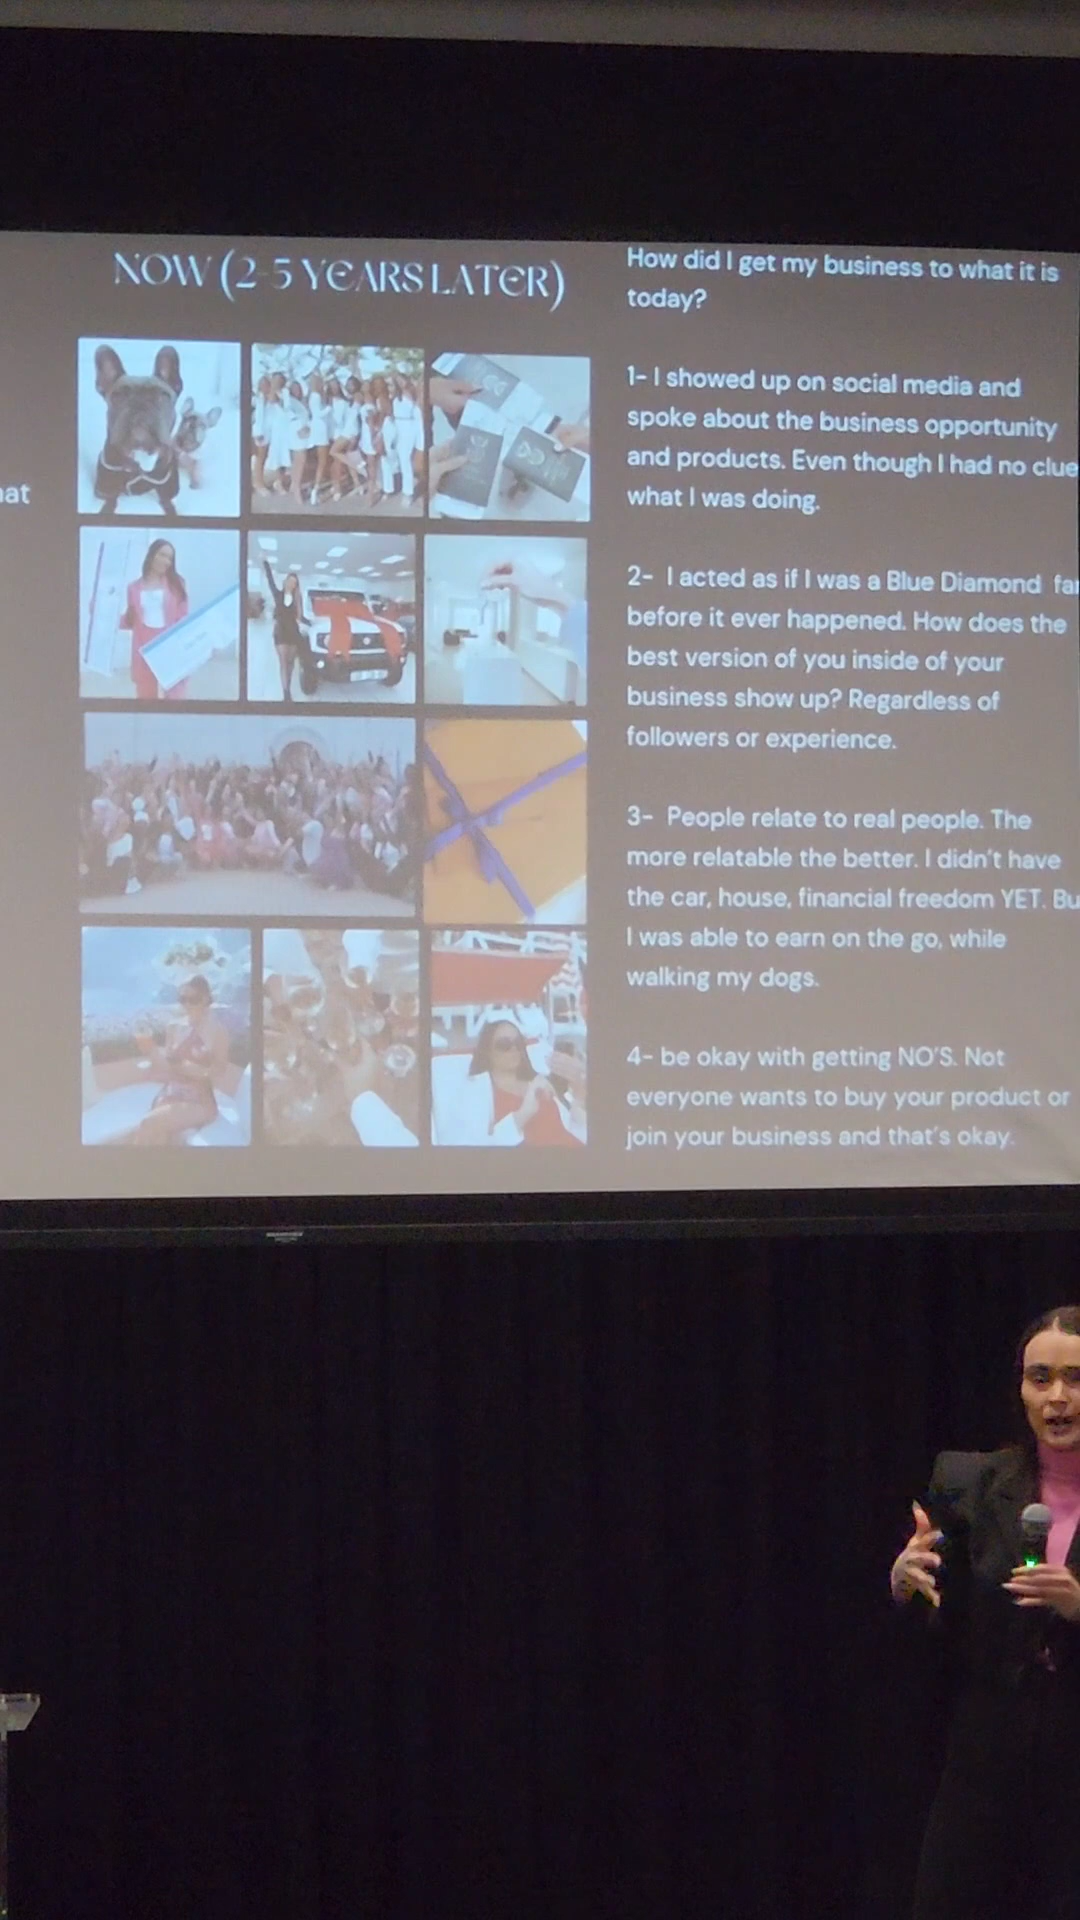 NOW (2-5 YEARS LATER)
How did I get my business to what it is
today?
1- I showed up on social media and
spoke about the business opportunity
and products. Even though I had no clue
what I was doing.
2- I acted as if I was a Blue Diamond far
before it ever happened. How does the
best version of you inside of your
business show up? Regardless of
followers or experience.
3- People relate to real people. The
more relatable the better. I didn't have
the car, house, financial freedom YET. Bu
I was able to earn on the go, while
walking my dogs.
4- be okay with getting NO'S. Not
everyone wants to buy your product or
join your business and that's okay.